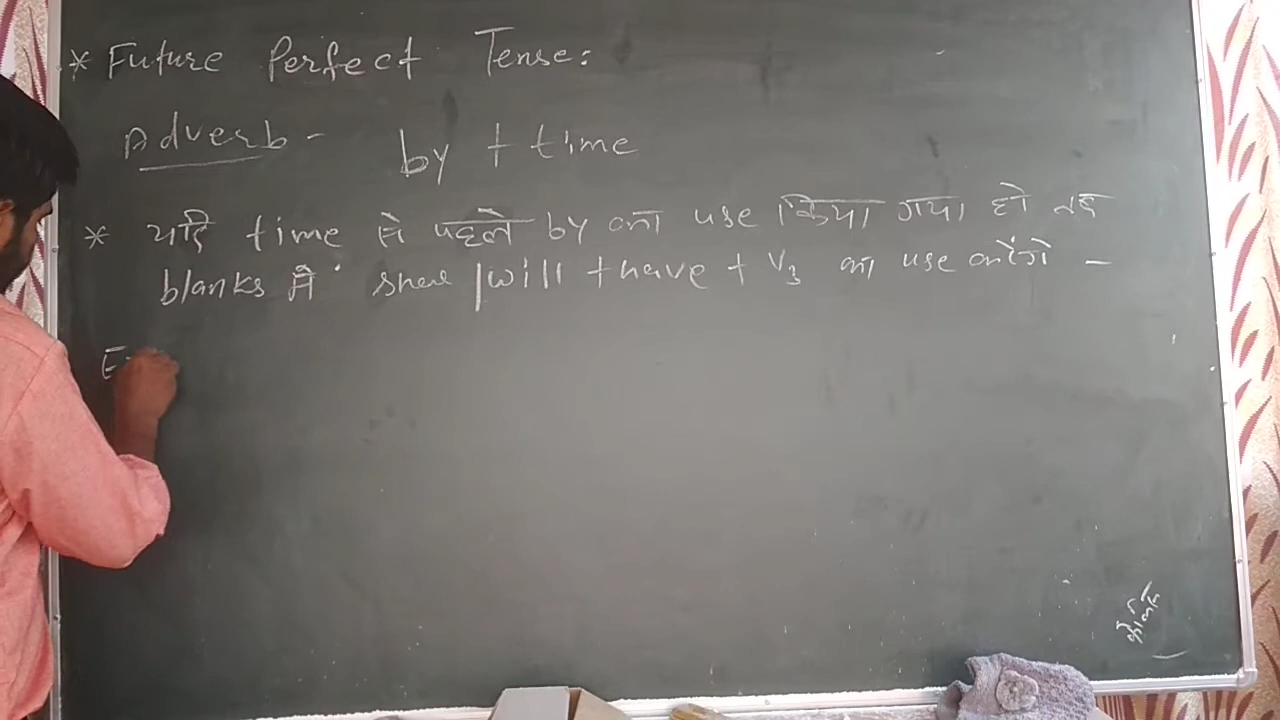 * Future Perfect Tense:
Adverb - by + time
* यदि time से पहले by का use किया गया हो तब
blanks में shall/will + have + V3 का use करेंगे -